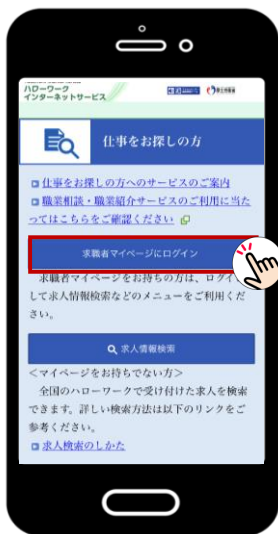 ハローワーク
インターネットサービス
仕事をお探しの方
仕事をお探しの方へのサービスのご案内
職業相談・職業紹介サービスのご利用に当た
ってはこちらをご確認ください
求職者マイページにログイン
求職者マイページをお持ちの方は、ログイン
して求人情報検索などのメニューをご利用くだ
さい。
求人情報検索
<マイページをお持ちでない方>
全国のハローワークで受け付けた求人を検索
できます。詳しい検索方法は以下のリンクをご
参考ください。
求人検索のしかた